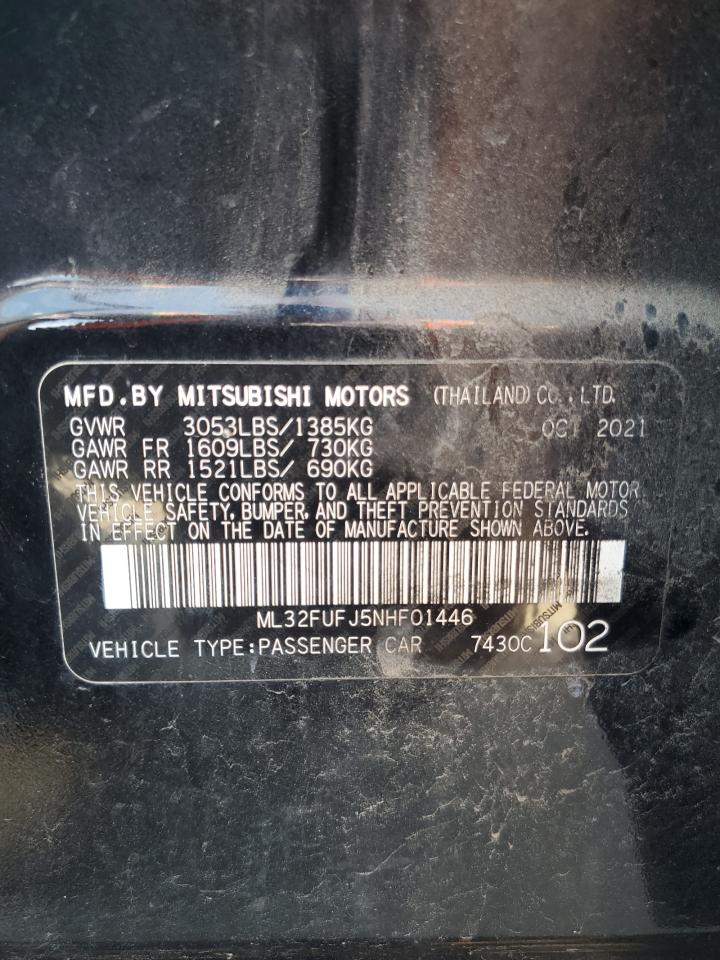 MFD.BY MITSUBISHI MOTORS (THAILAND) CO., LTD.
GVWR 3053LBS/1385KG OCT 2021
GAWR FR 1609LBS/ 730KG
GAWR RR 1521LBS/ 690KG
THIS VEHICLE CONFORMS TO ALL APPLICABLE FEDERAL MOTOR
VEHICLE SAFETY, BUMPER, AND THEFT PREVENTION STANDARDS
IN EFFECT ON THE DATE OF MANUFACTURE SHOWN ABOVE.
ML32FUFJ5NHF01446
VEHICLE TYPE:PASSENGER CAR 7430C 102